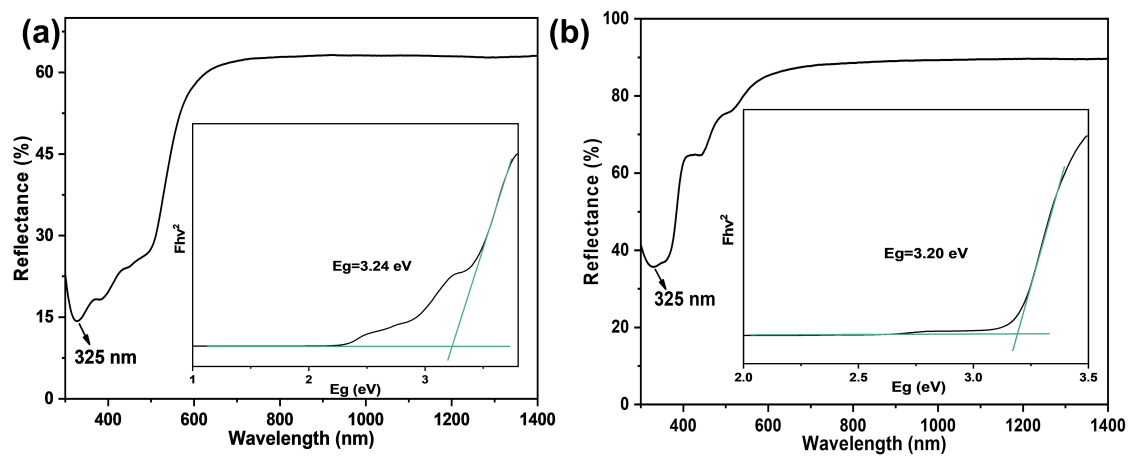 (a)
Reflectance (%)
60
45
30
15
0
400
600
800
1000
1200
1400
Wavelength (nm)
325 nm
Fhv²
Eg=3.24 eV
1
2
3
Eg (eV)
(b)
Reflectance (%)
100
80
60
40
20
0
400
600
800
1000
1200
1400
Wavelength (nm)
325 nm
Fhv²
Eg=3.20 eV
2.0
2.5
3.0
3.5
Eg (eV)